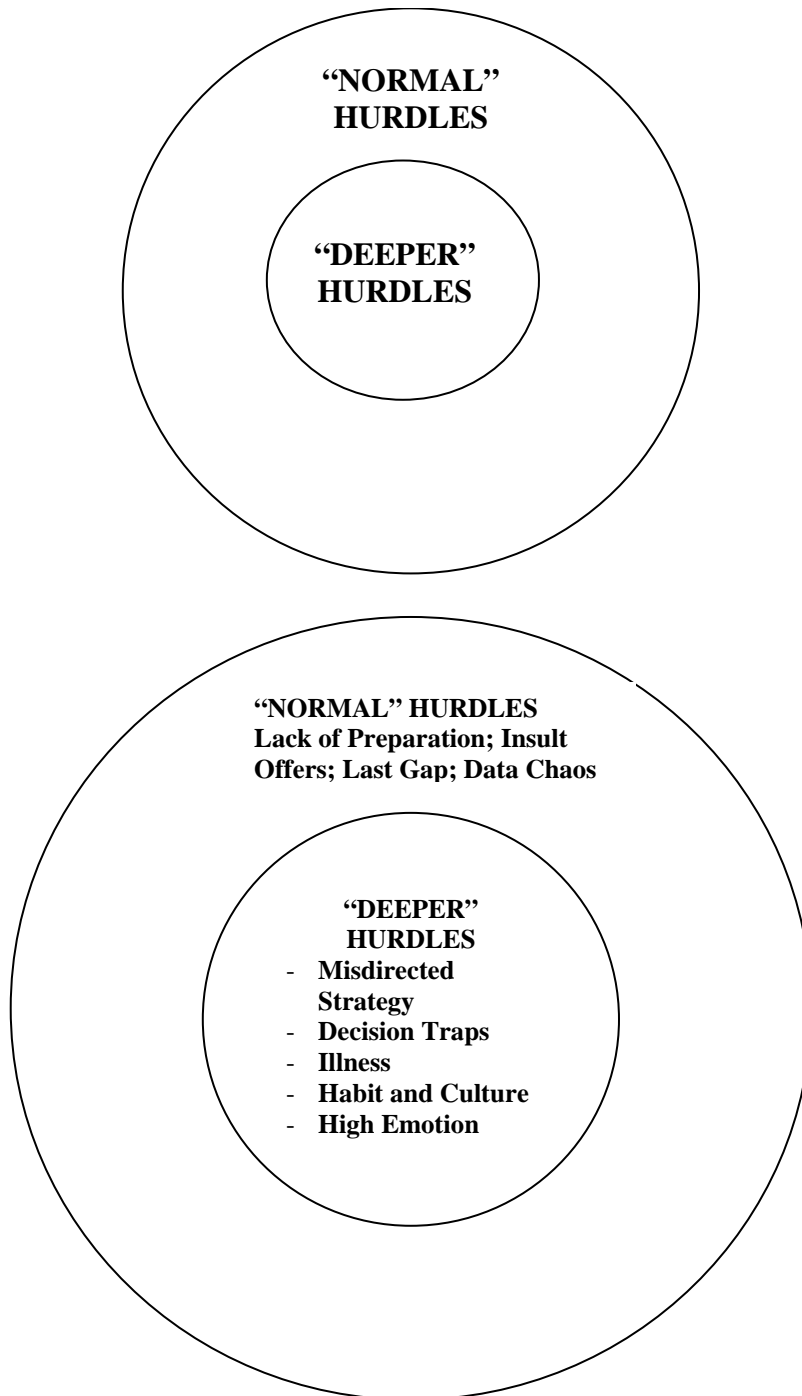 “NORMAL”
HURDLES
“DEEPER”
HURDLES
“NORMAL” HURDLES
Lack of Preparation; Insult
Offers; Last Gap; Data Chaos
“DEEPER”
HURDLES
- Misdirected
Strategy
- Decision Traps
- Illness
- Habit and Culture
- High Emotion